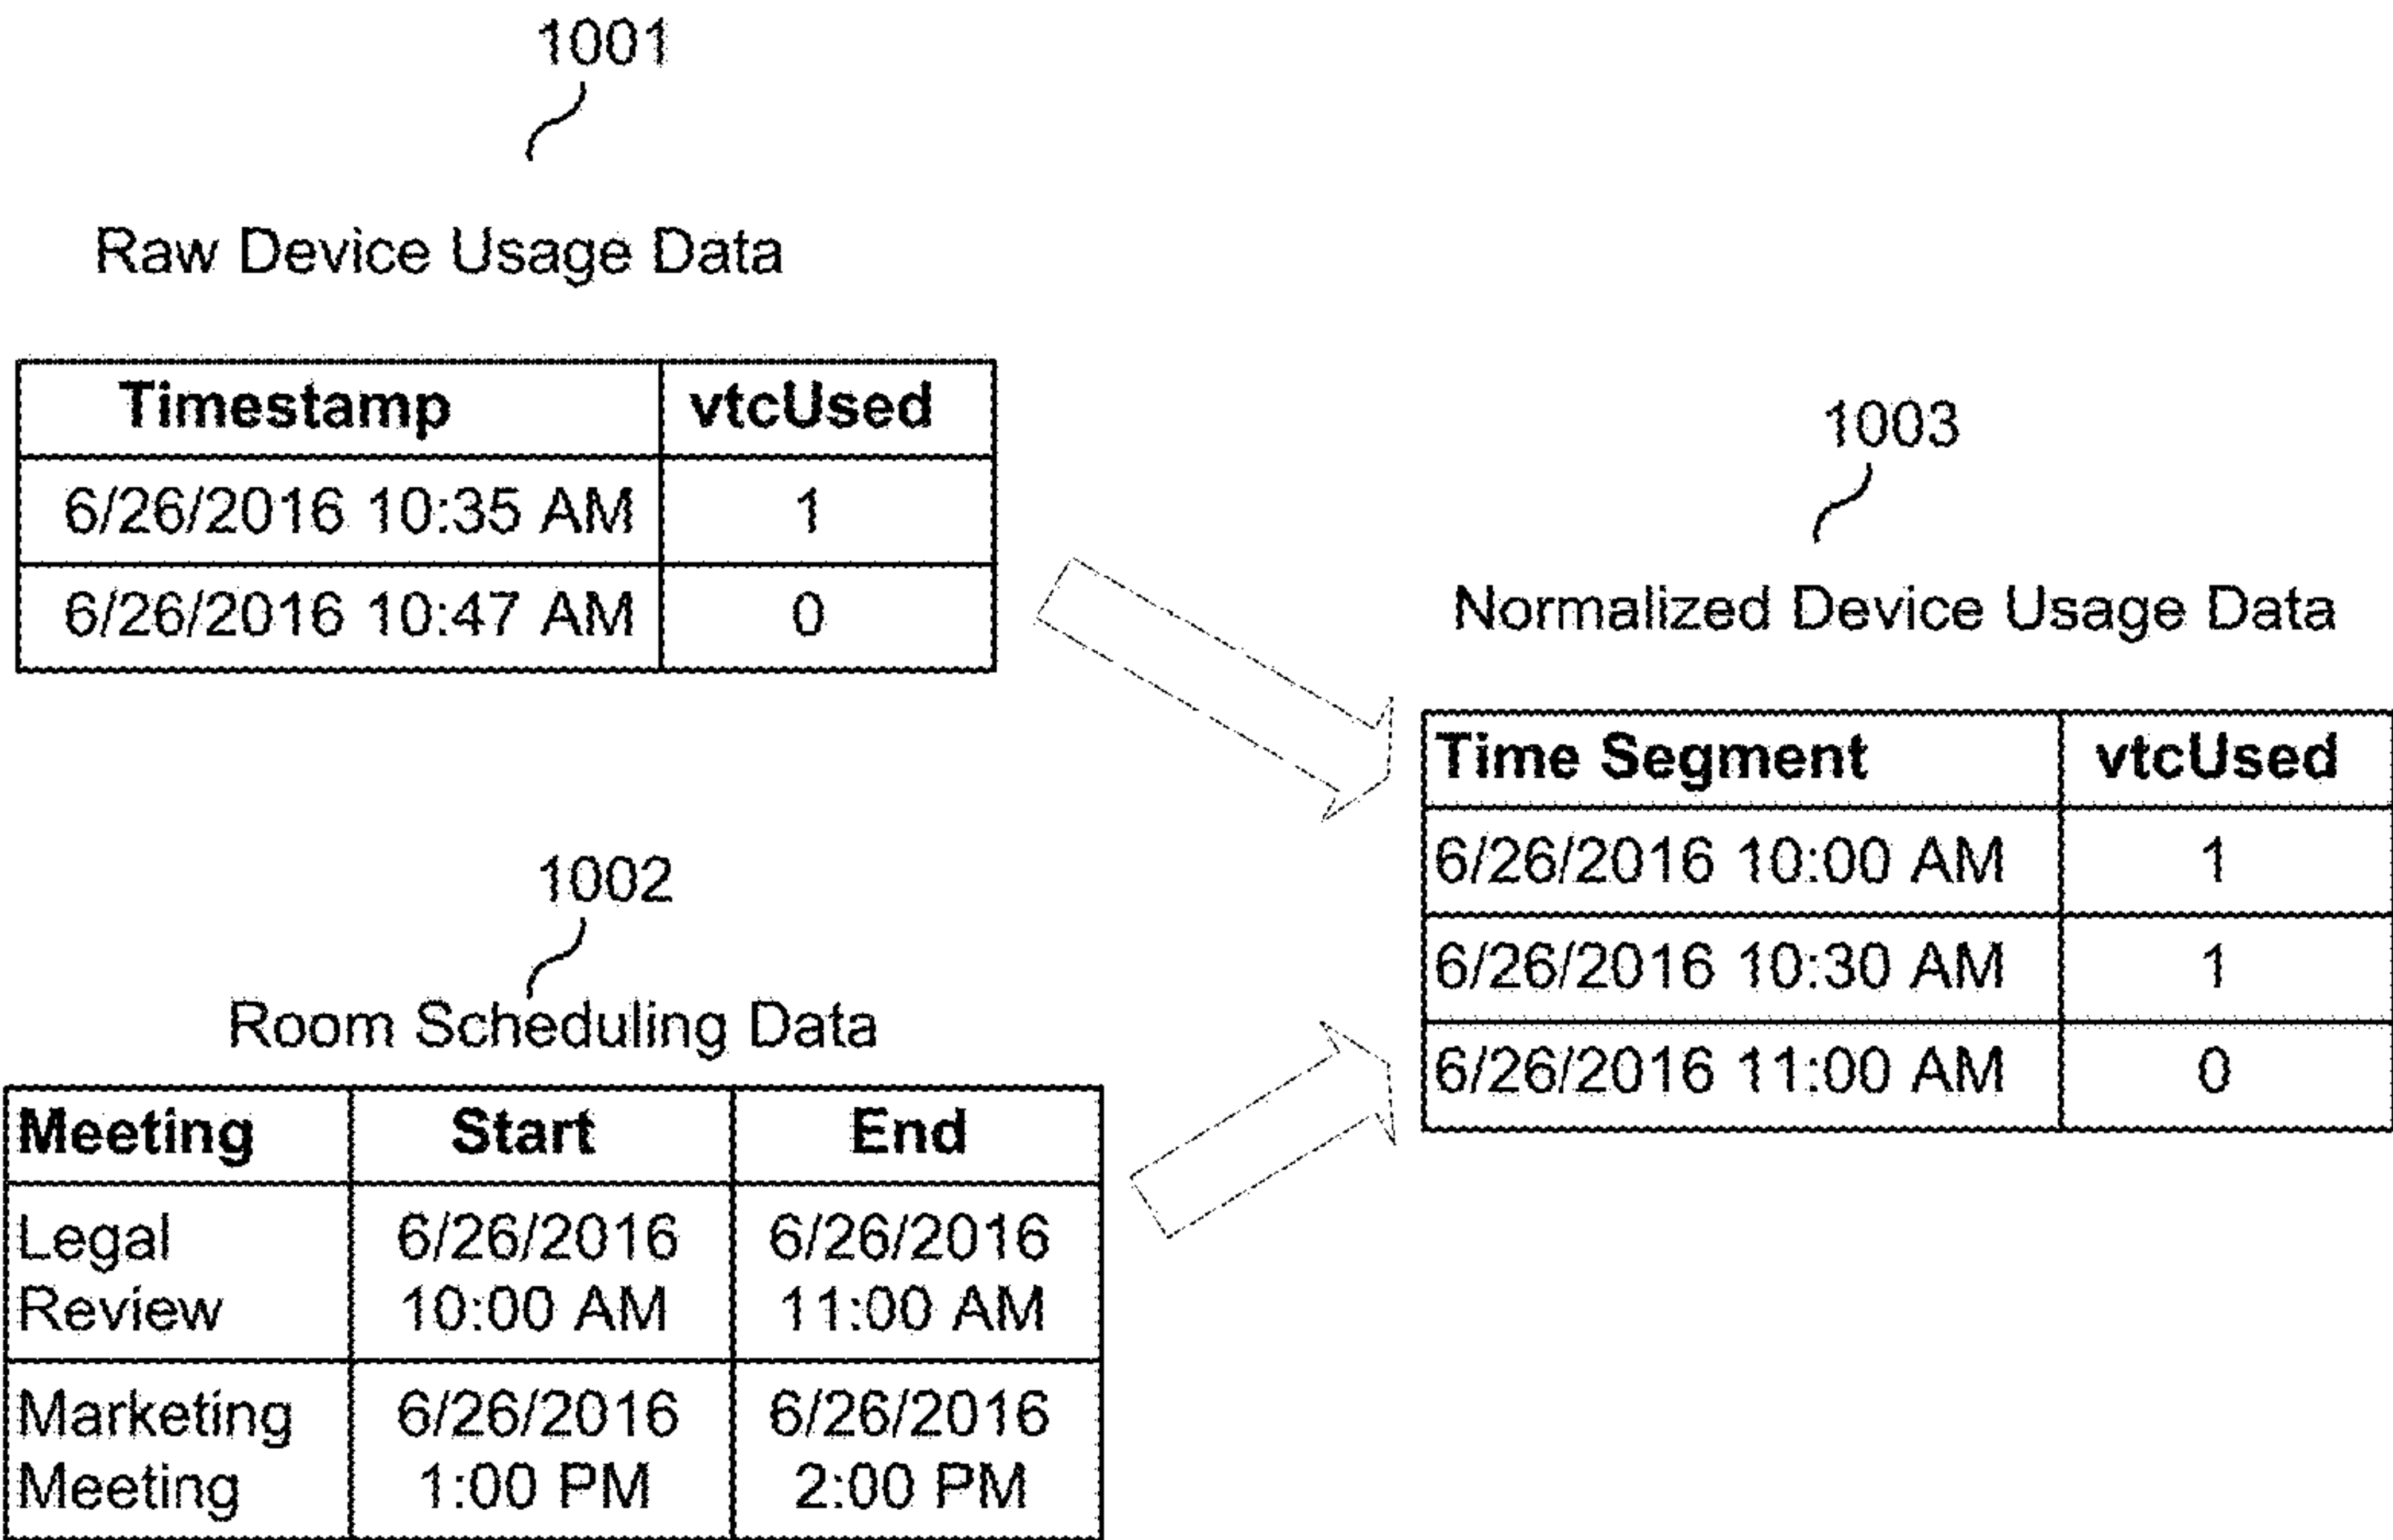 1001
Raw Device Usage Data
Timestamp vtcUsed
6/26/2016 10:35 AM 1
6/26/2016 10:47 AM 0
1002
Room Scheduling Data
Meeting Start End
Legal 6/26/2016 6/26/2016
Review 10:00 AM 11:00 AM
Marketing 6/26/2016 6/26/2016
Meeting 1:00 PM 2:00 PM
1003
Normalized Device Usage Data
Time Segment vtcUsed
6/26/2016 10:00 AM 1
6/26/2016 10:30 AM 1
6/26/2016 11:00 AM 0